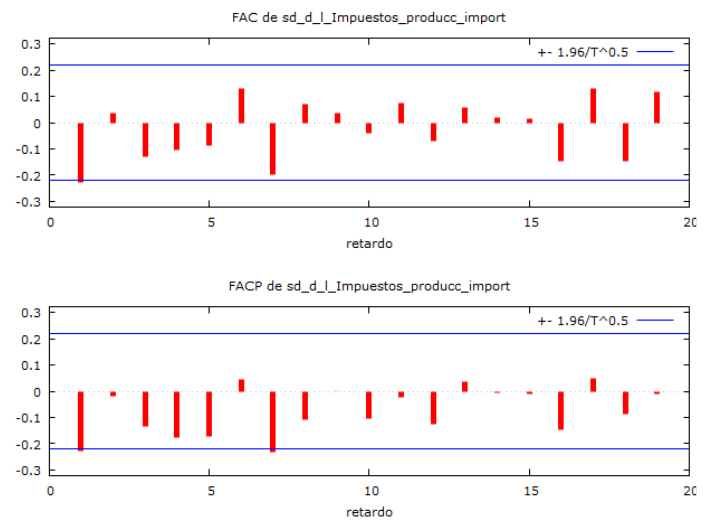 FAC de sd_d_l_Impuestos_producc_import
+- 1.96/T^0.5
0.3
0.2
0.1
0
-0.1
-0.2
-0.3
0 5 10 15 20
retardo
FACP de sd_d_l_Impuestos_producc_import
+- 1.96/T^0.5
0.3
0.2
0.1
0
-0.1
-0.2
-0.3
0 5 10 15 20
retardo